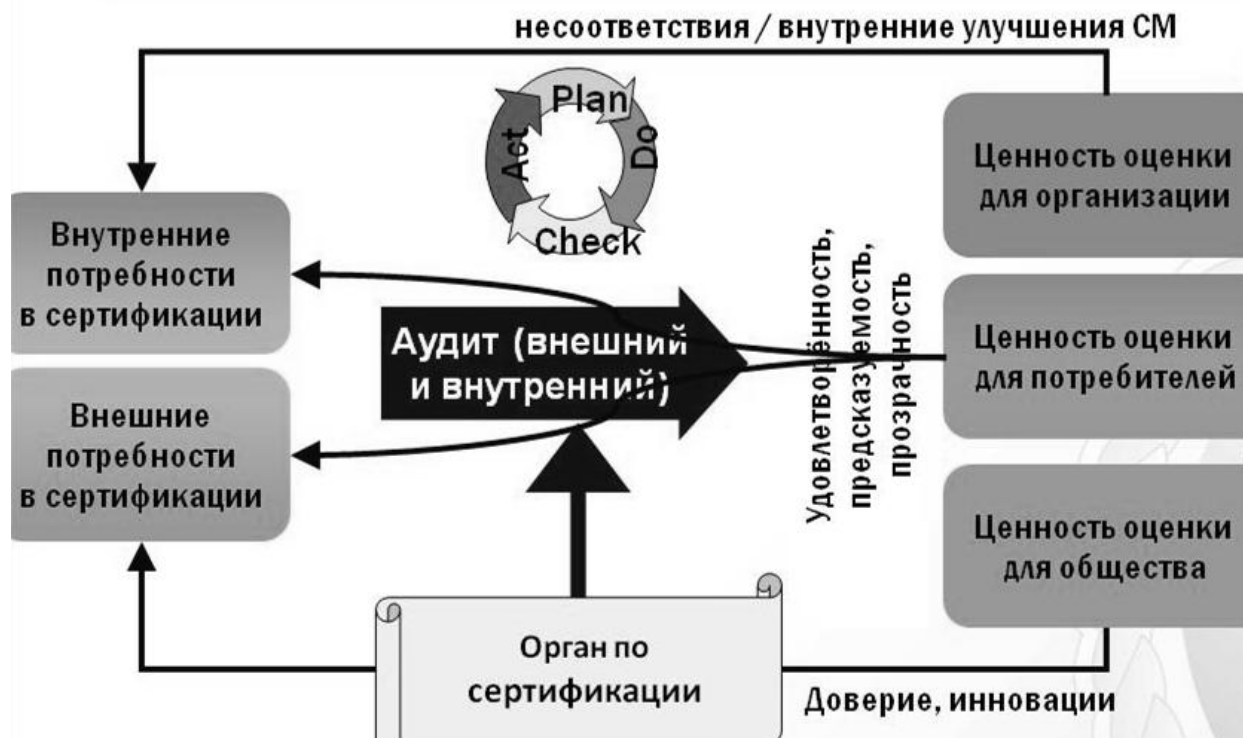 несоответствия / внутренние улучшения СМ
Plan
Do
Check
Act
Ценность оценки
для организации
Внутренние
потребности
в сертификации
Аудит (внешний
и внутренний)
Удовлетворённость,
предсказуемость,
прозрачность
Ценность оценки
для потребителей
Внешние
потребности
в сертификации
Ценность оценки
для общества
Орган по
сертификации
Доверие, инновации